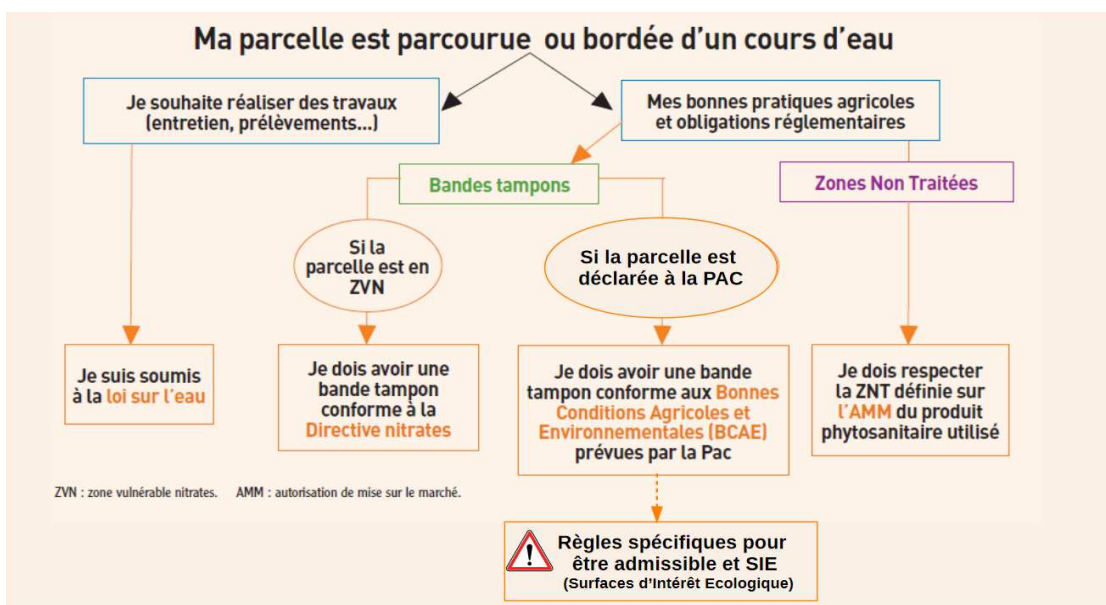 Ma parcelle est parcourue ou bordée d'un cours d'eau
Je souhaite réaliser des travaux
(entretien, prélèvements...)
Mes bonnes pratiques agricoles
et obligations réglementaires
Bandes tampons
Zones Non Traitées
Si la
parcelle est en
ZVN
Si la parcelle est
déclarée à la PAC
Je suis soumis
à la loi sur l'eau
Je dois avoir une
bande tampon
conforme à la
Directive nitrates
Je dois avoir une bande
tampon conforme aux Bonnes
Conditions Agricoles et
Environnementales (BCAE)
prévues par la Pac
Je dois respecter
la ZNT définie sur
l'AMM du produit
phytosanitaire utilisé
ZVN : zone vulnérable nitrates. AMM : autorisation de mise sur le marché.
Règles spécifiques pour
être admissible et SIE
(Surfaces d'Intérêt Ecologique)